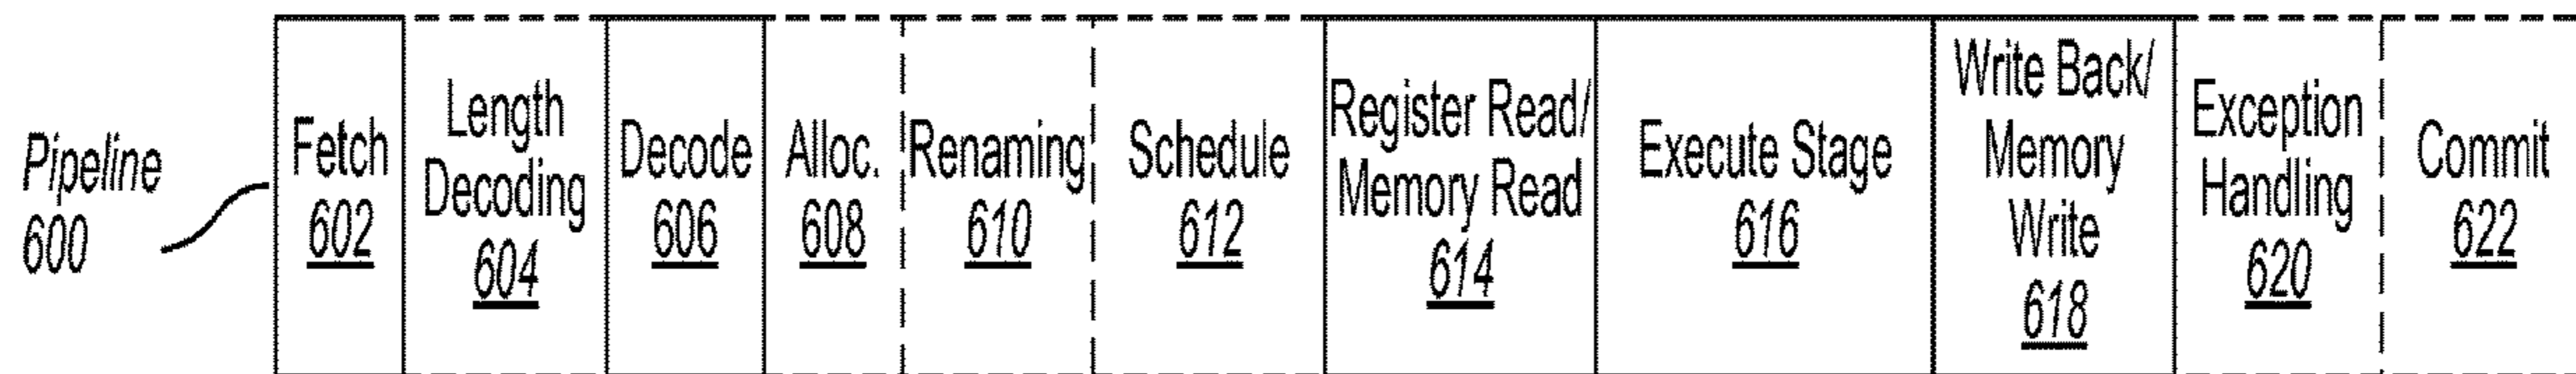 Pipeline
600
Fetch
602
Length
Decoding
604
Decode
606
Alloc.
608
Renaming
610
Schedule
612
Register Read/
Memory Read
614
Execute Stage
616
Write Back/
Memory
Write
618
Exception
Handling
620
Commit
622